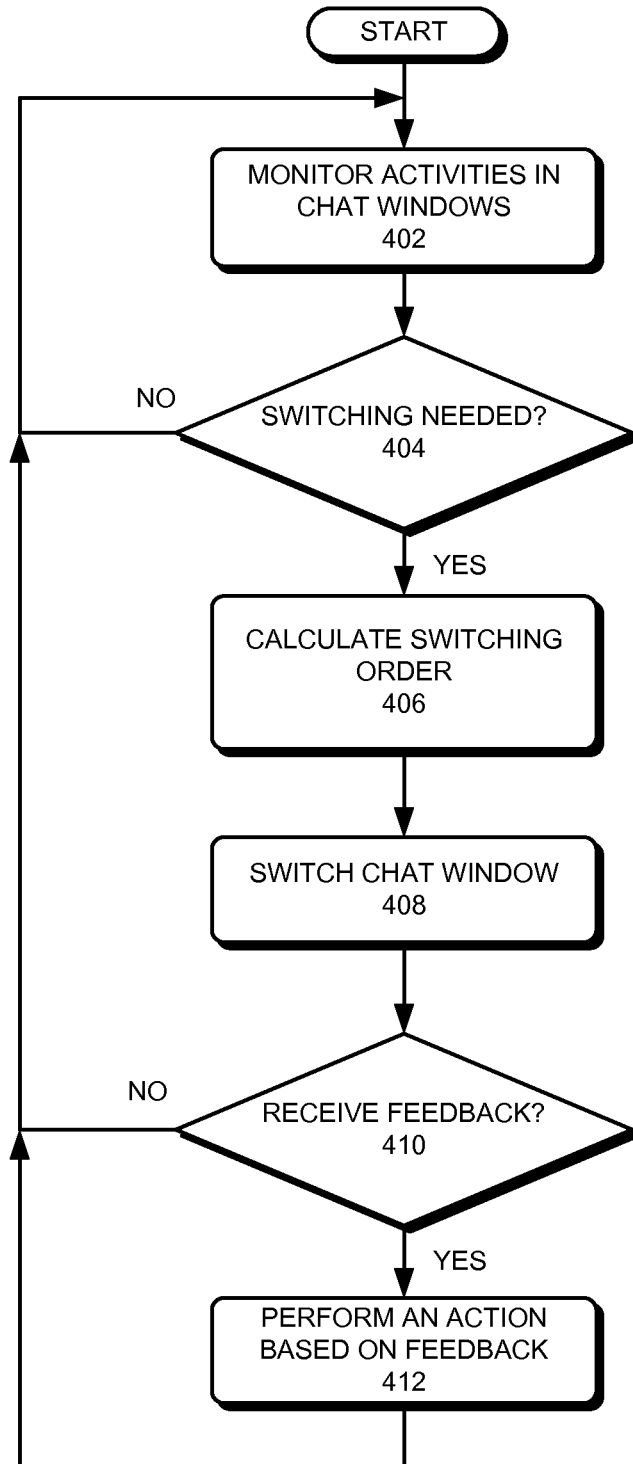 START
MONITOR ACTIVITIES IN
CHAT WINDOWS
402
NO
SWITCHING NEEDED?
404
YES
CALCULATE SWITCHING
ORDER
406
SWITCH CHAT WINDOW
408
NO
RECEIVE FEEDBACK?
410
YES
PERFORM AN ACTION
BASED ON FEEDBACK
412